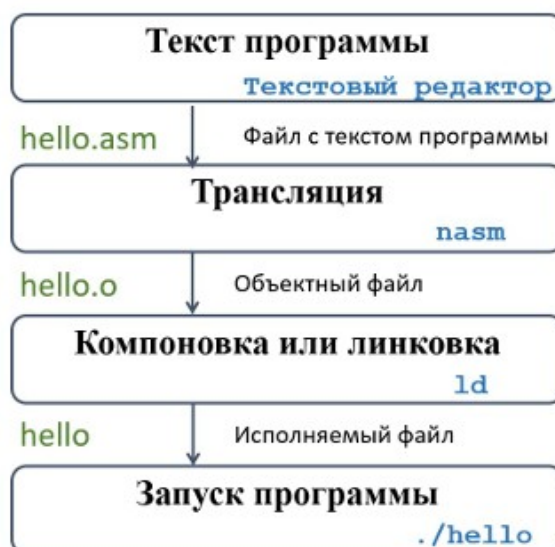 Текст программы
Текстовый редактор
hello.asm Файл с текстом программы
Трансляция
nasm
hello.o Объектный файл
Компоновка или линковка
ld
hello Исполняемый файл
Запуск программы
./hello